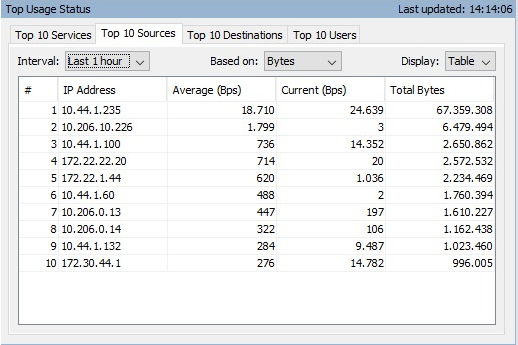 Top Usage Status Last updated: 14:14:06
Top 10 Services Top 10 Sources Top 10 Destinations Top 10 Users
Interval: Last 1 hour Based on: Bytes Display: Table
# IP Address Average (Bps) Current (Bps) Total Bytes
1 10.44.1.235 18.710 24.639 67.359.308
2 10.206.10.226 1.799 3 6.479.494
3 10.44.1.100 736 14.352 2.650.862
4 172.22.22.20 714 20 2.572.532
5 172.22.1.44 620 1.036 2.234.469
6 10.44.1.60 488 2 1.760.394
7 10.206.0.13 447 197 1.610.227
8 10.206.0.14 322 106 1.162.438
9 10.44.1.132 284 9.487 1.023.460
10 172.30.44.1 276 14.782 996.005